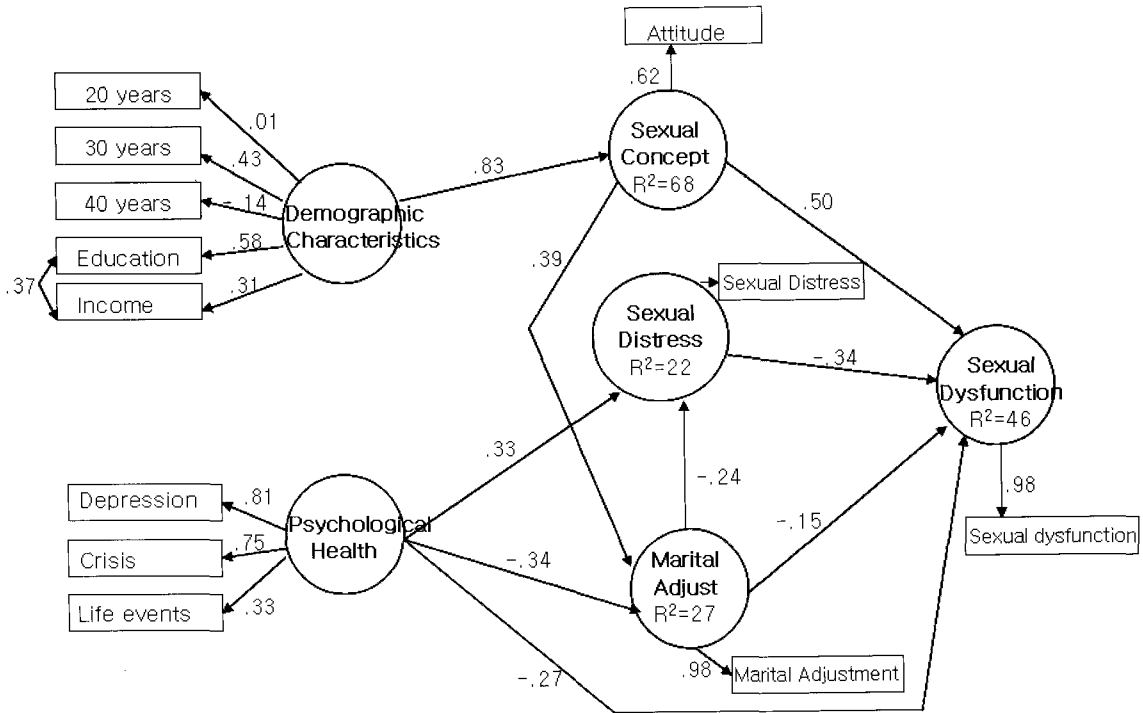 Attitude
.62
20 years
.01
30 years
.43
40 years
-.14
Education
.58
Income
.31
.37
Demographic
Characteristics
.83
Sexual
Concept
R²=68
.50
.39
Sexual Distress
Sexual
Distress
R²=22
-.34
Sexual
Dysfunction
R²=46
.98
Sexual dysfunction
.33
-.24
-.15
Depression
.81
Crisis
.75
Life events
.33
Psychological
Health
-.34
Marital
Adjust
R²=27
.98
Marital Adjustment
-.27